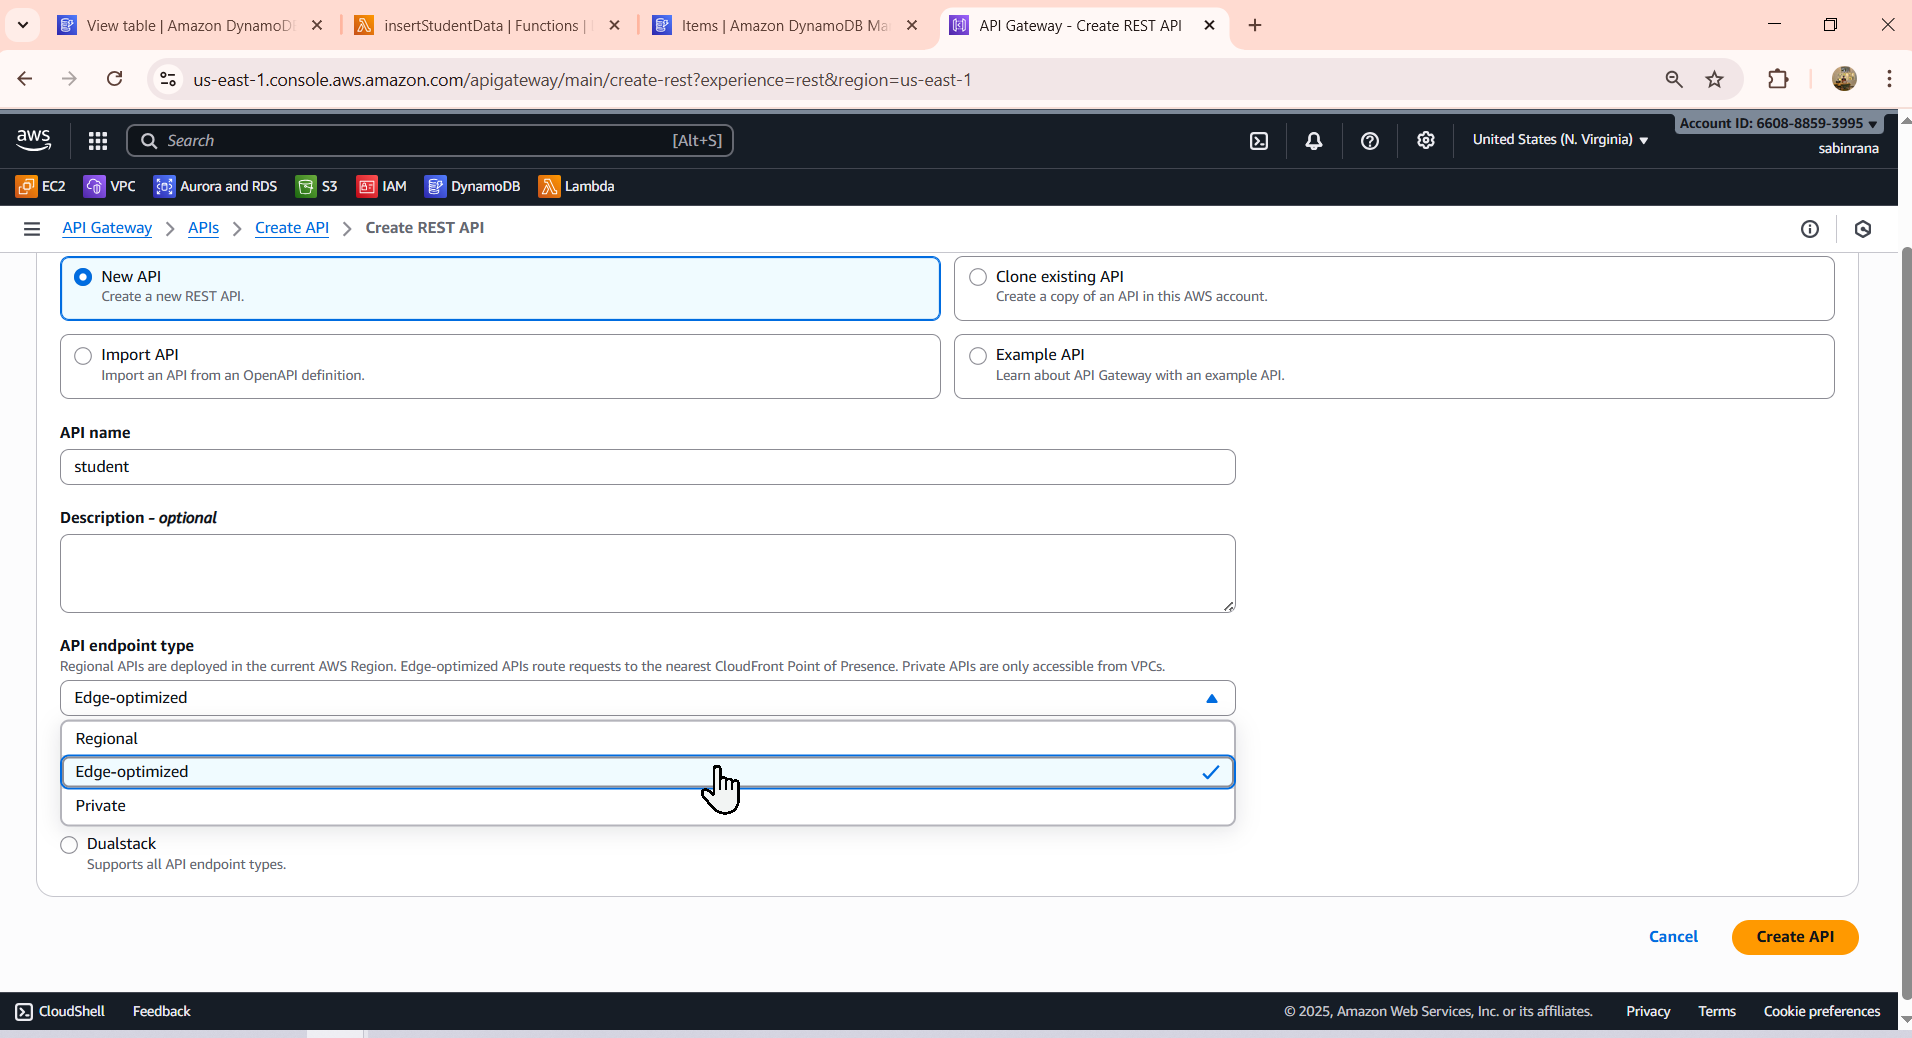 View table | Amazon DynamoD
insertStudentData | Functions |
Items | Amazon DynamoDB Ma
API Gateway - Create REST API
us-east-1.console.aws.amazon.com/apigateway/main/create-rest?experience=rest&region=us-east-1
aws
Search
[Alt+S]
United States (N. Virginia)
Account ID: 6608-8859-3995
sabinrana
EC2 VPC Aurora and RDS S3 IAM DynamoDB Lambda
API Gateway > APIs > Create API > Create REST API
New API
Create a new REST API.
Clone existing API
Create a copy of an API in this AWS account.
Import API
Import an API from an OpenAPI definition.
Example API
Learn about API Gateway with an example API.
API name
student
Description - optional
API endpoint type
Regional APIs are deployed in the current AWS Region. Edge-optimized APIs route requests to the nearest CloudFront Point of Presence. Private APIs are only accessible from VPCs.
Edge-optimized
Regional
Edge-optimized
Private
Dualstack
Supports all API endpoint types.
Cancel
Create API
CloudShell Feedback
© 2025, Amazon Web Services, Inc. or its affiliates. Privacy Terms Cookie preferences